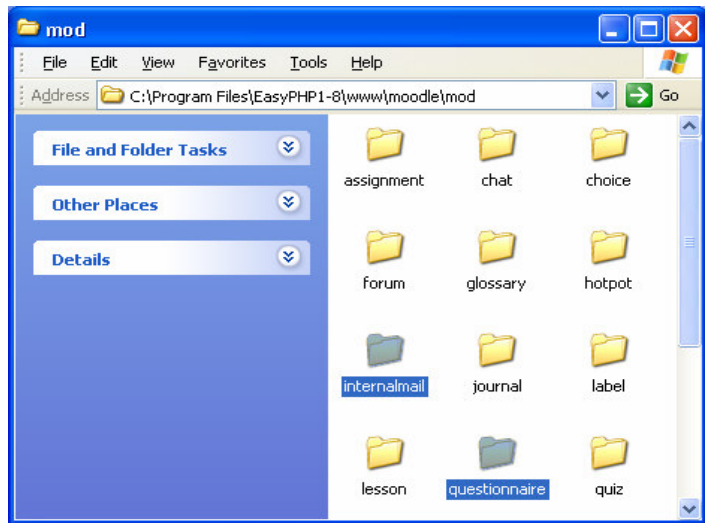 mod
File Edit View Favorites Tools Help
Address C:\Program Files\EasyPHP1-8\www\moodle\mod Go
File and Folder Tasks
Other Places
Details
assignment chat choice
forum glossary hotpot
internalmail journal label
lesson questionnaire quiz